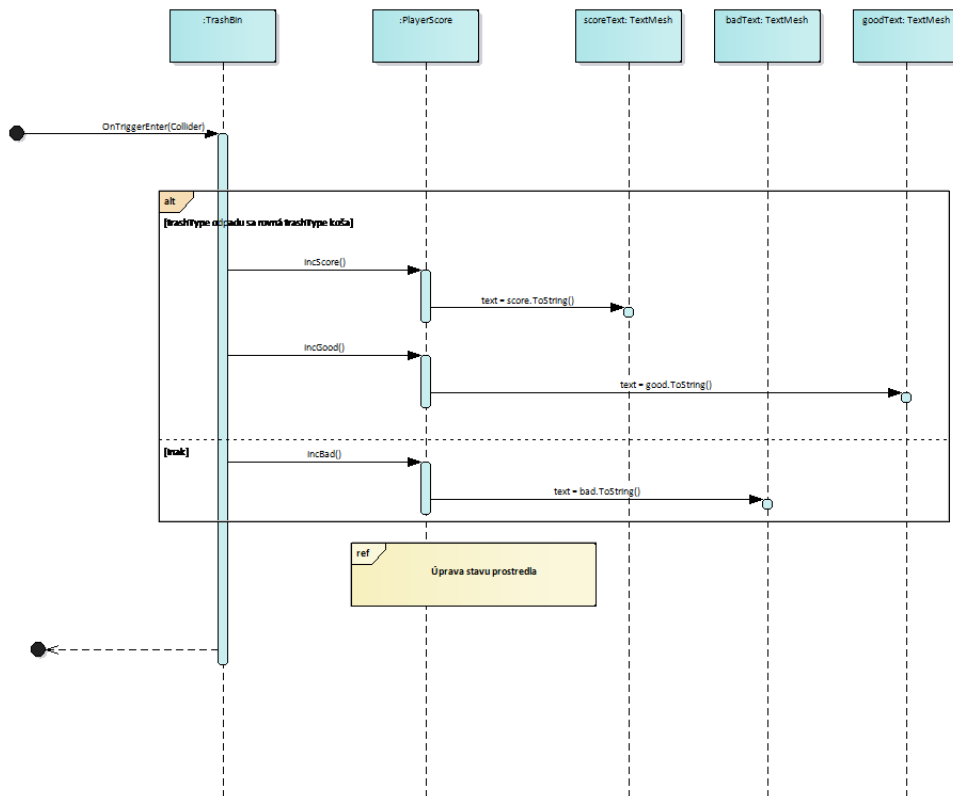 :TrashBin
:PlayerScore
scoreText: TextMesh
badText: TextMesh
goodText: TextMesh
OnTriggerEnter(Collider)
alt
[TrashType odpadu sa rovná TrashType koša]
incScore()
text = score.ToString()
incGood()
text = good.ToString()
[Inak]
incBad()
text = bad.ToString()
ref
Úprava stavu prostredia